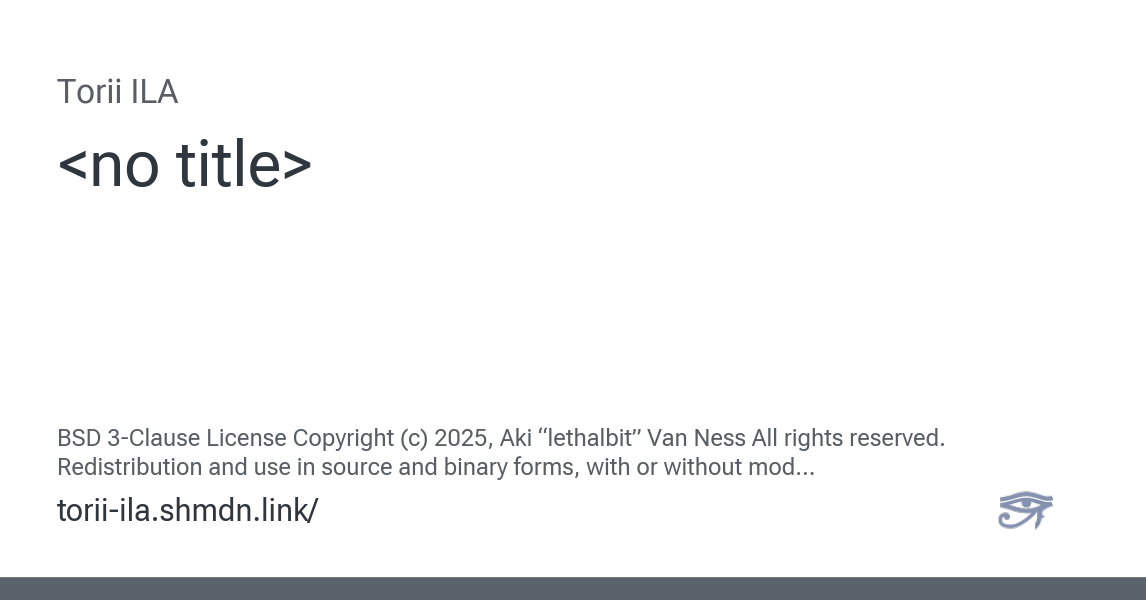 Torii ILA
<no title>
BSD 3-Clause License Copyright (c) 2025, Aki “lethalbit” Van Ness All rights reserved.
Redistribution and use in source and binary forms, with or without mod...
torii-ila.shmdn.link/